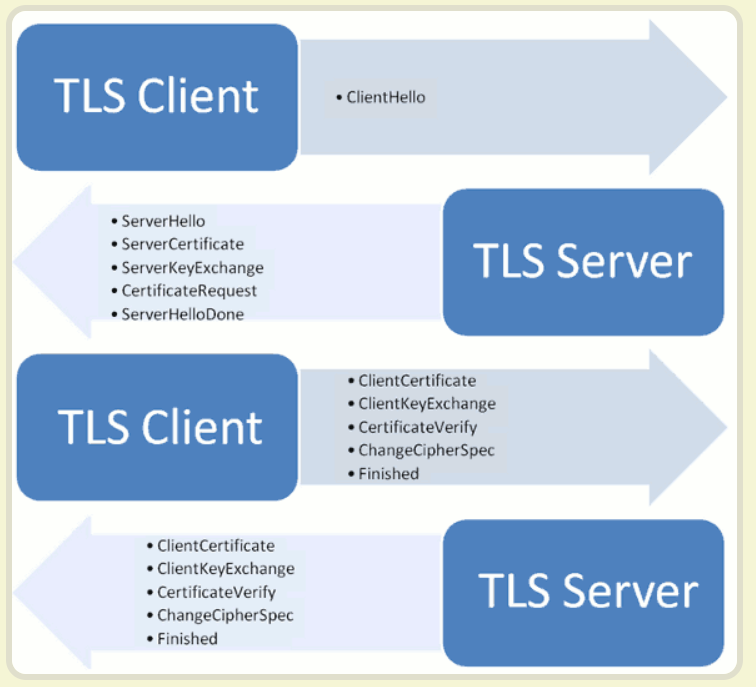 TLS Client
• ClientHello
• ServerHello
• ServerCertificate
• ServerKeyExchange
• CertificateRequest
• ServerHelloDone
TLS Server
TLS Client
• ClientCertificate
• ClientKeyExchange
• CertificateVerify
• ChangeCipherSpec
• Finished
• ClientCertificate
• ClientKeyExchange
• CertificateVerify
• ChangeCipherSpec
• Finished
TLS Server